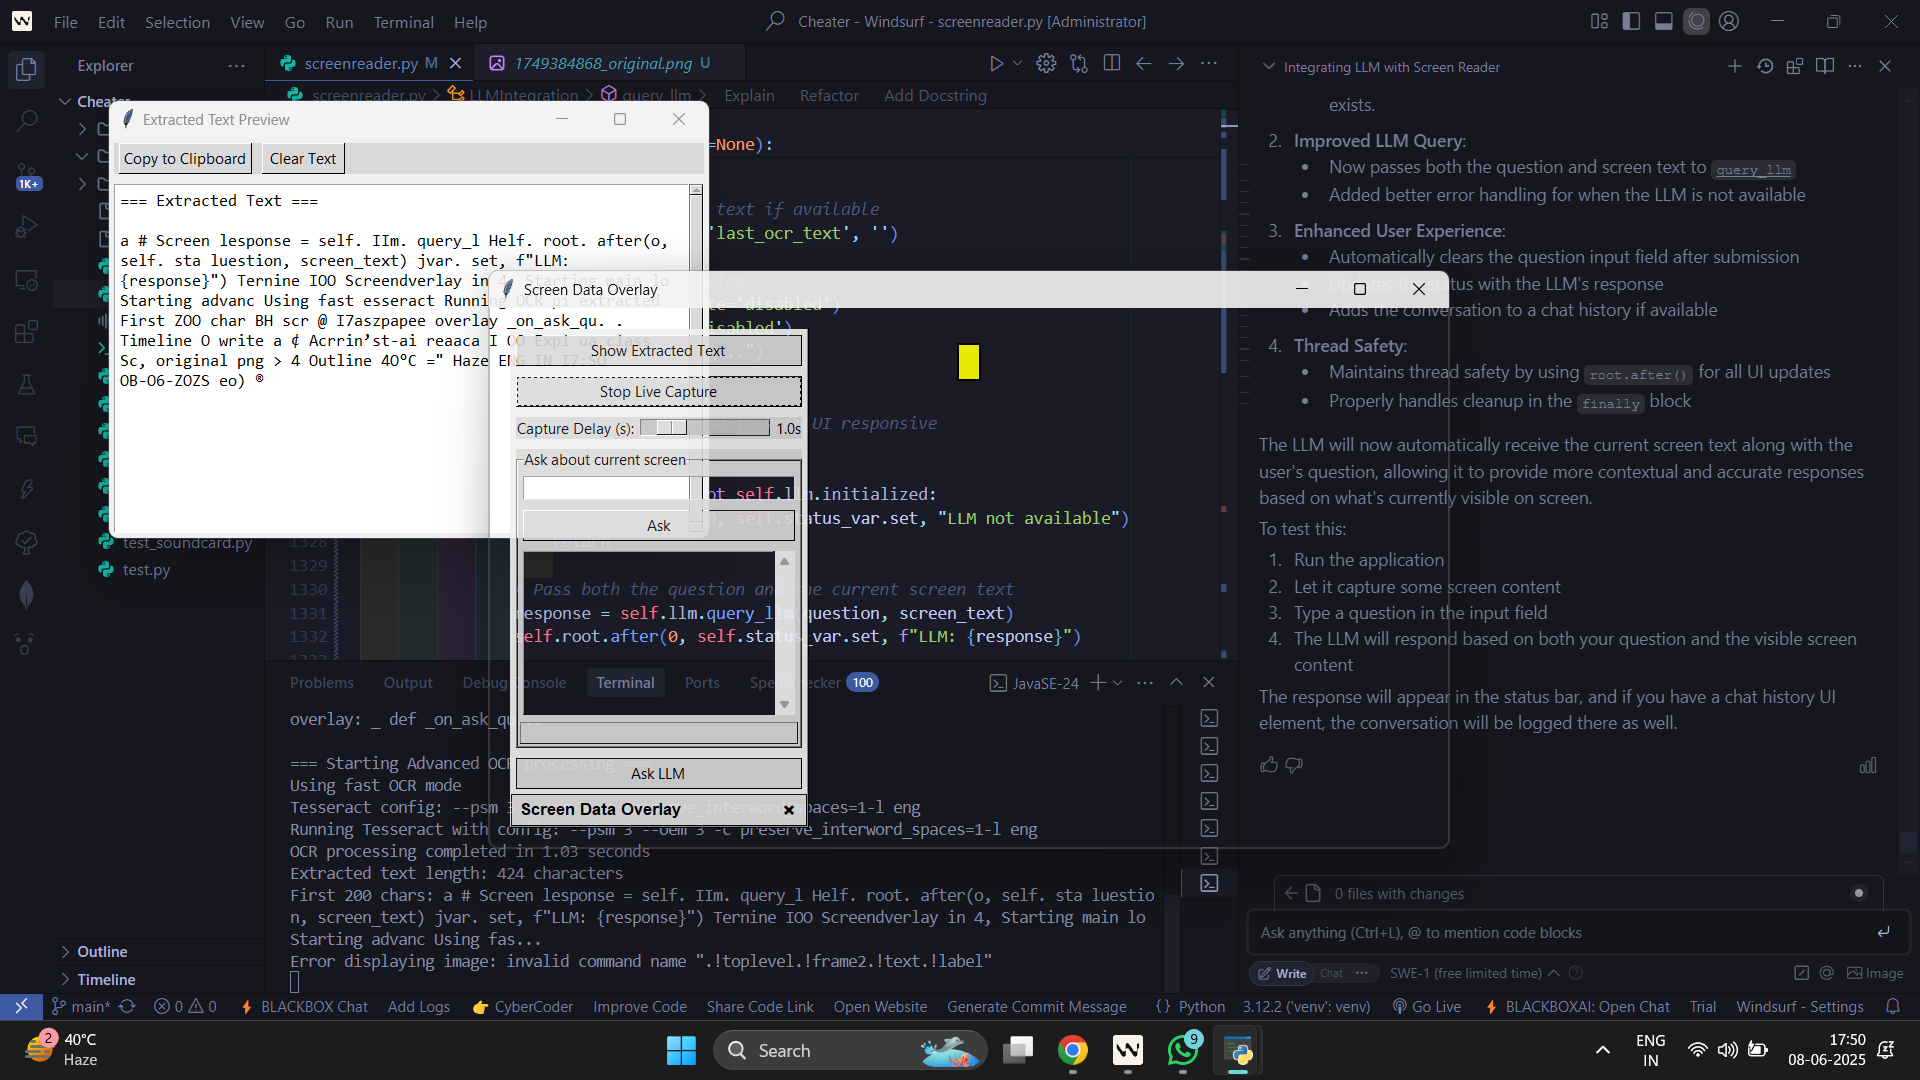 File Edit Selection View Go Run Terminal Help
Cheater - Windsurf - screenreader.py [Administrator]
Explorer
screenreader.py M
1749384868_original.png U
Integrating LLM with Screen Reader
Cheater
screenreader.py > LLMIntegration > query_llm > Explain Refactor Add Docstring
Extracted Text Preview
Copy to Clipboard
Clear Text
=== Extracted Text ===
a # Screen lesponse = self. IIm. query_l Helf. root. after(o,
self. sta luestion, screen_text) jvar. set, f"LLM:
{response}") Ternine IOO Screendverlay in 4, Starting main lo
Starting advanc Using fast esseract Running OCR pi extracted
First ZOO char BH scr @ I7aszpapee overlay _on_ask_qu. .
Timeline O write a ¢ Acrrin’st-ai reaaca I OO Expl ua class
Sc, original png > 4 Outline 4O°C =" Haze ENG IN I7:5O
OB-O6-ZOZS eo) ®
=None):
text if available
'last_ocr_text', '')
te='disabled')
isabled')
UI responsive
ot self.llm.initialized:
0, self.status_var.set, "LLM not available")
return
1328
1329
1330 Pass both the question and the current screen text
1331 response = self.llm.query_llm(question, screen_text)
1332 self.root.after(0, self.status_var.set, f"LLM: {response}")
Screen Data Overlay
Show Extracted Text
Stop Live Capture
Capture Delay (s): 1.0s
Ask about current screen
Ask
Ask LLM
Screen Data Overlay
test_soundcard.py
test.py
Outline
Timeline
1K+
Problems Output Debug Console Terminal Ports Spell Checker 100
JavaSE-24
overlay: _ def _on_ask_qu
=== Starting Advanced OCR processing
Using fast OCR mode
Tesseract config: --psm 3 preserve_interword_spaces=1-l eng
Running Tesseract with config: --psm 3 --oem 3 -c preserve_interword_spaces=1-l eng
OCR processing completed in 1.03 seconds
Extracted text length: 424 characters
First 200 chars: a # Screen lesponse = self. IIm. query_l Helf. root. after(o, self. sta luestio
n, screen_text) jvar. set, f"LLM: {response}") Ternine IOO Screendverlay in 4, Starting main lo
Starting advanc Using fas...
Error displaying image: invalid command name ".!toplevel.!frame2.!text.!label"
exists.
2. Improved LLM Query:
• Now passes both the question and screen text to query_llm
• Added better error handling for when the LLM is not available
3. Enhanced User Experience:
• Automatically clears the question input field after submission
• Updates the status with the LLM's response
• Adds the conversation to a chat history if available
4. Thread Safety:
• Maintains thread safety by using root.after() for all UI updates
• Properly handles cleanup in the finally block
The LLM will now automatically receive the current screen text along with the
user's question, allowing it to provide more contextual and accurate responses
based on what's currently visible on screen.
To test this:
1. Run the application
2. Let it capture some screen content
3. Type a question in the input field
4. The LLM will respond based on both your question and the visible screen
content
The response will appear in the status bar, and if you have a chat history UI
element, the conversation will be logged there as well.
0 files with changes
Ask anything (Ctrl+L), @ to mention code blocks
Write Chat SWE-1 (free limited time) Image
main* 0 0 BLACKBOX Chat Add Logs CyberCoder Improve Code Share Code Link Open Website Generate Commit Message {} Python 3.12.2 ('venv': venv) Go Live BLACKBOXAI: Open Chat Trial Windsurf - Settings
2
40°C
Haze
Search
9
ENG
IN
17:50
08-06-2025